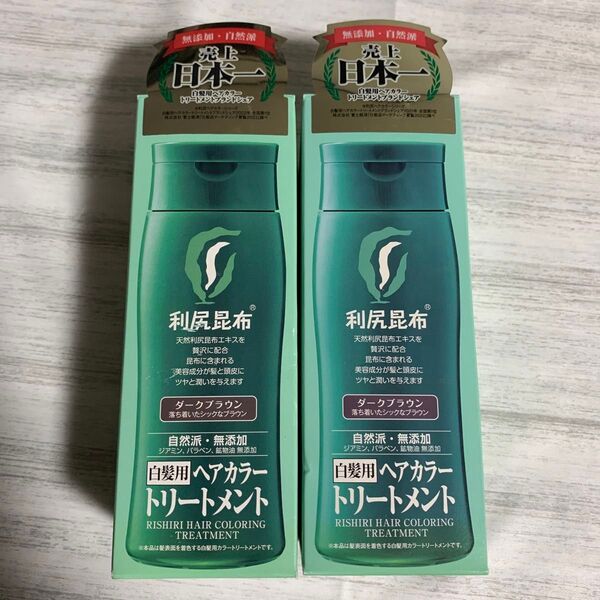 無添加・自然派
売上
日本一
白髪用ヘアカラー
トリートメントブランドシェア
利尻昆布®
天然利尻昆布エキスを
贅沢に配合
昆布に含まれる
美容成分が髪と頭皮に
ツヤと潤いを与えます
ダークブラウン
落ち着いたシックなブラウン
自然派・無添加
ジアミン、パラベン、鉱物油 無添加
白髪用 ヘアカラー
トリートメント
RISHIRI HAIR COLORING
TREATMENT
※本品は髪表面を着色する白髪用カラートリートメントです。
無添加・自然派
売上
日本一
白髪用ヘアカラー
トリートメントブランドシェア
利尻昆布®
天然利尻昆布エキスを
贅沢に配合
昆布に含まれる
美容成分が髪と頭皮に
ツヤと潤いを与えます
ダークブラウン
落ち着いたシックなブラウン
自然派・無添加
ジアミン、パラベン、鉱物油 無添加
白髪用 ヘアカラー
トリートメント
RISHIRI HAIR COLORING
TREATMENT
※本品は髪表面を着色する白髪用カラートリートメントです。